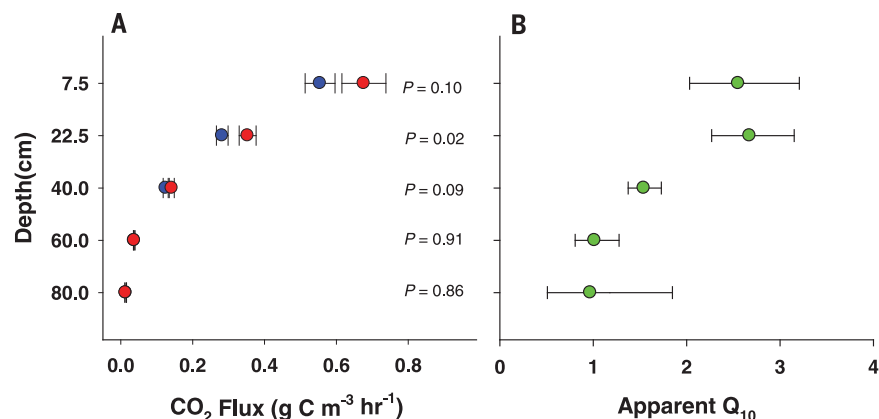 A
B
7.5
P = 0.10
22.5
P = 0.02
40.0
P = 0.09
60.0
P = 0.91
80.0
P = 0.86
Depth(cm)
0.0 0.2 0.4 0.6 0.8
0 1 2 3 4
CO₂ Flux (g C m⁻³ hr⁻¹)
Apparent Q₁₀